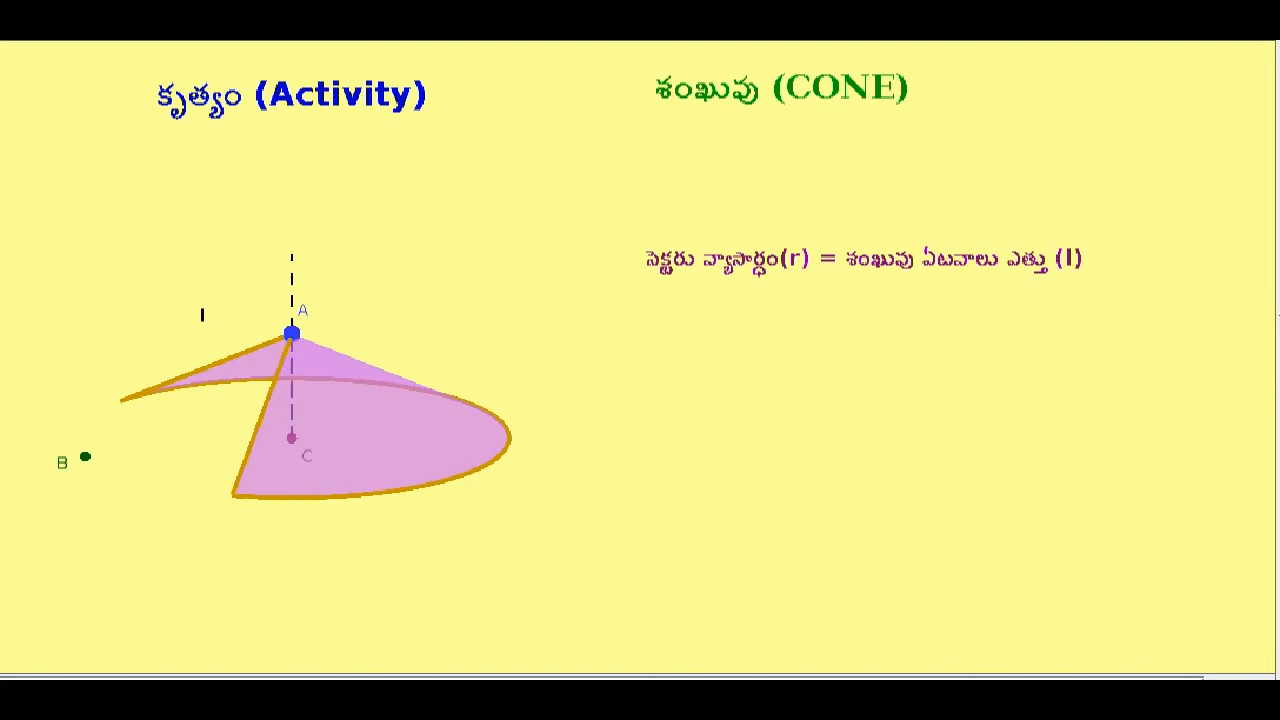 కృత్యం (Activity)
శంఖువు (CONE)
సెక్టరు వ్యాసార్ధం(r) = శంఖువు ఏటవాలు ఎత్తు (l)
l
A
C
B